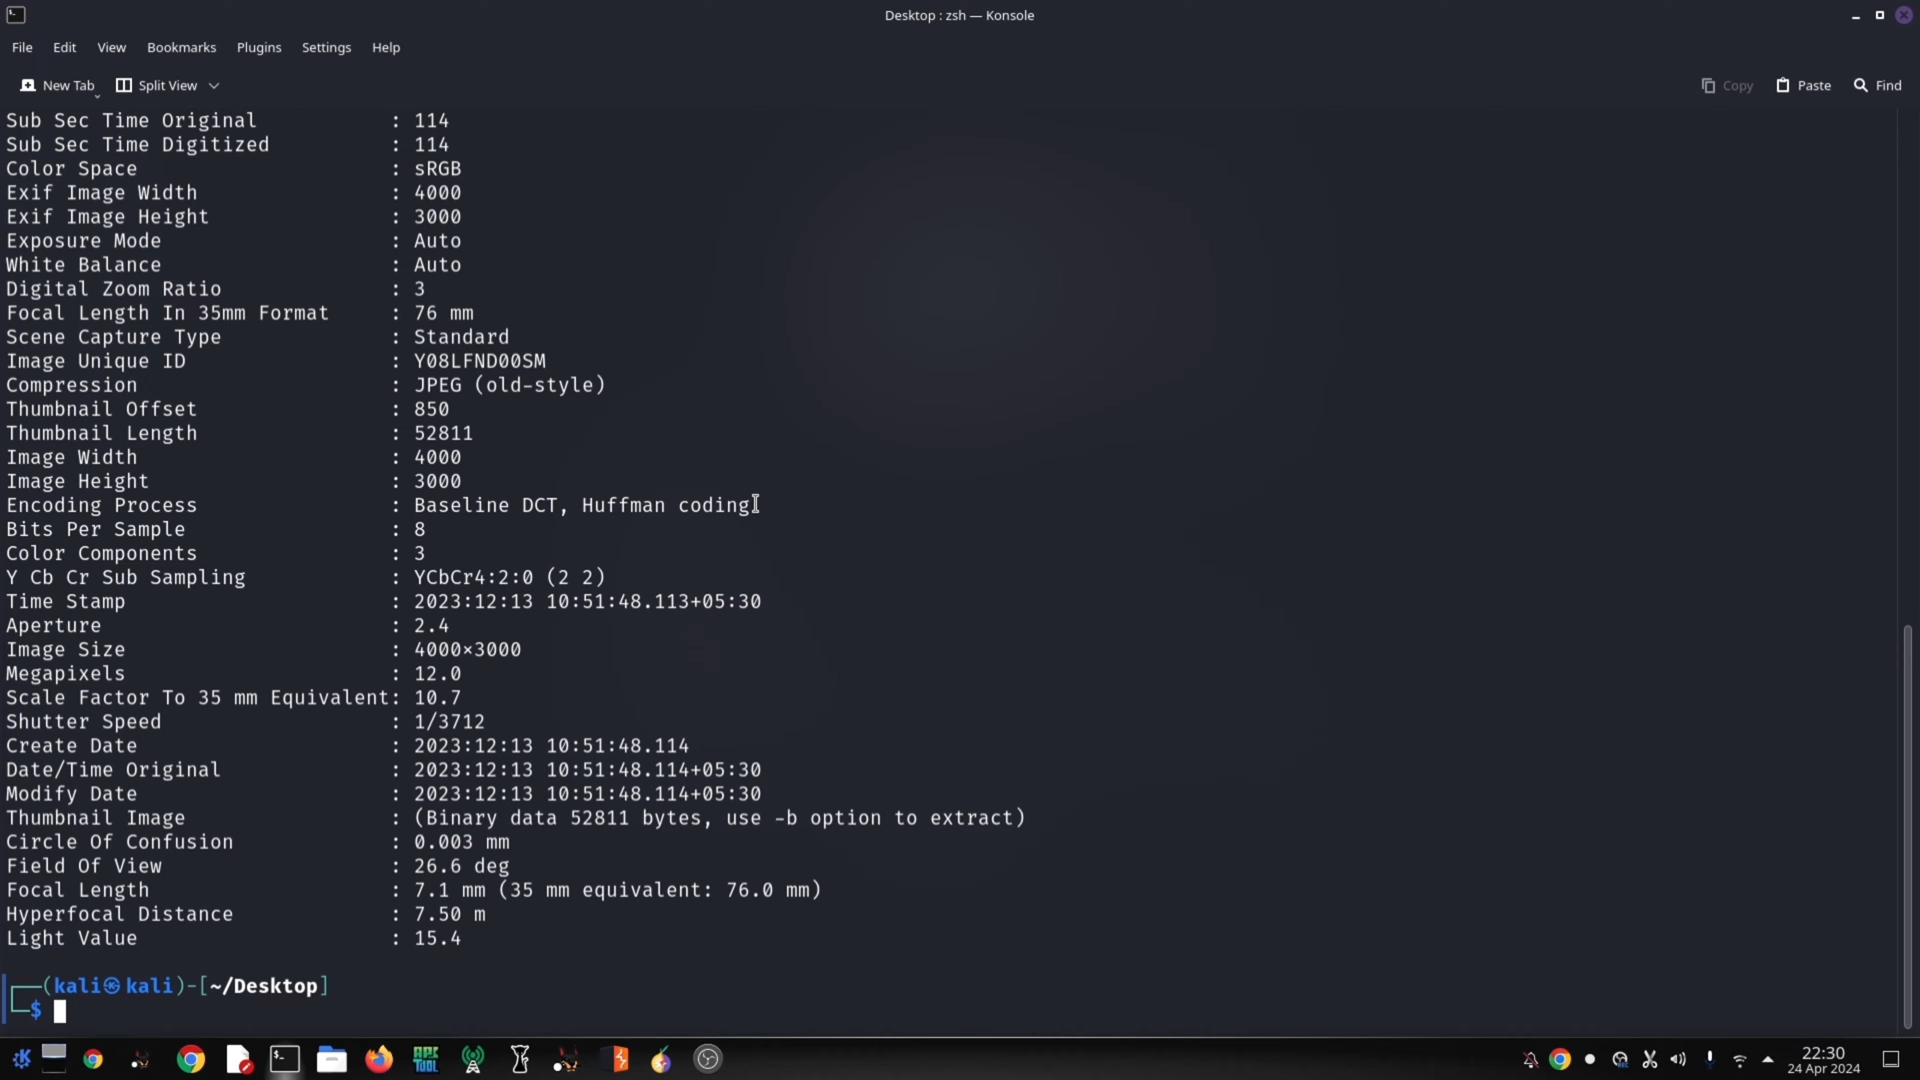 Desktop : zsh — Konsole
File Edit View Bookmarks Plugins Settings Help
New Tab Split View Copy Paste Find
Sub Sec Time Original : 114
Sub Sec Time Digitized : 114
Color Space : sRGB
Exif Image Width : 4000
Exif Image Height : 3000
Exposure Mode : Auto
White Balance : Auto
Digital Zoom Ratio : 3
Focal Length In 35mm Format : 76 mm
Scene Capture Type : Standard
Image Unique ID : Y08LFND00SM
Compression : JPEG (old-style)
Thumbnail Offset : 850
Thumbnail Length : 52811
Image Width : 4000
Image Height : 3000
Encoding Process : Baseline DCT, Huffman coding
Bits Per Sample : 8
Color Components : 3
Y Cb Cr Sub Sampling : YCbCr4:2:0 (2 2)
Time Stamp : 2023:12:13 10:51:48.113+05:30
Aperture : 2.4
Image Size : 4000×3000
Megapixels : 12.0
Scale Factor To 35 mm Equivalent: 10.7
Shutter Speed : 1/3712
Create Date : 2023:12:13 10:51:48.114
Date/Time Original : 2023:12:13 10:51:48.114+05:30
Modify Date : 2023:12:13 10:51:48.114+05:30
Thumbnail Image : (Binary data 52811 bytes, use -b option to extract)
Circle Of Confusion : 0.003 mm
Field Of View : 26.6 deg
Focal Length : 7.1 mm (35 mm equivalent: 76.0 mm)
Hyperfocal Distance : 7.50 m
Light Value : 15.4
┌──(kali㉿kali)-[~/Desktop]
└─$
APK TOOL
22:30
24 Apr 2024